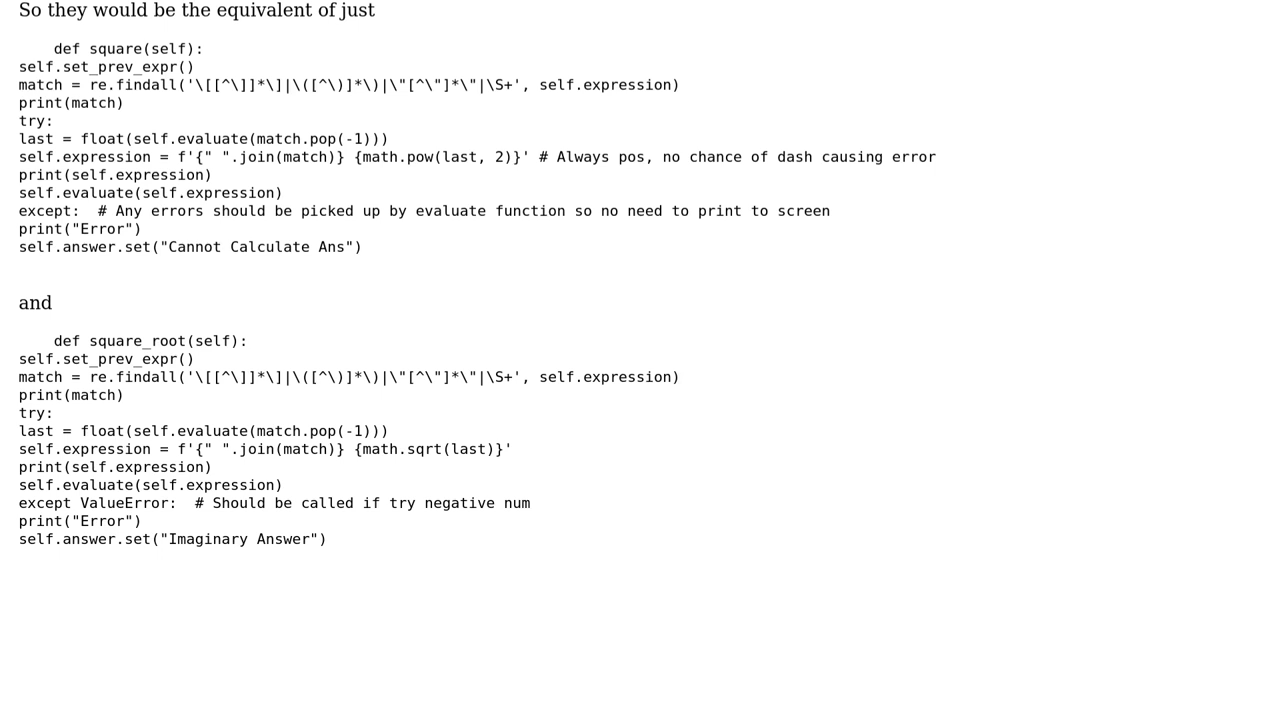 So they would be the equivalent of just
    def square(self):
self.set_prev_expr()
match = re.findall('\[[^\]]*\]|\([^\)]*\)|\"[^\"]*\"|\S+', self.expression)
print(match)
try:
last = float(self.evaluate(match.pop(-1)))
self.expression = f'{" ".join(match)} {math.pow(last, 2)}' # Always pos, no chance of dash causing error
print(self.expression)
self.evaluate(self.expression)
except:  # Any errors should be picked up by evaluate function so no need to print to screen
print("Error")
self.answer.set("Cannot Calculate Ans")
and
    def square_root(self):
self.set_prev_expr()
match = re.findall('\[[^\]]*\]|\([^\)]*\)|\"[^\"]*\"|\S+', self.expression)
print(match)
try:
last = float(self.evaluate(match.pop(-1)))
self.expression = f'{" ".join(match)} {math.sqrt(last)}'
print(self.expression)
self.evaluate(self.expression)
except ValueError:  # Should be called if try negative num
print("Error")
self.answer.set("Imaginary Answer")